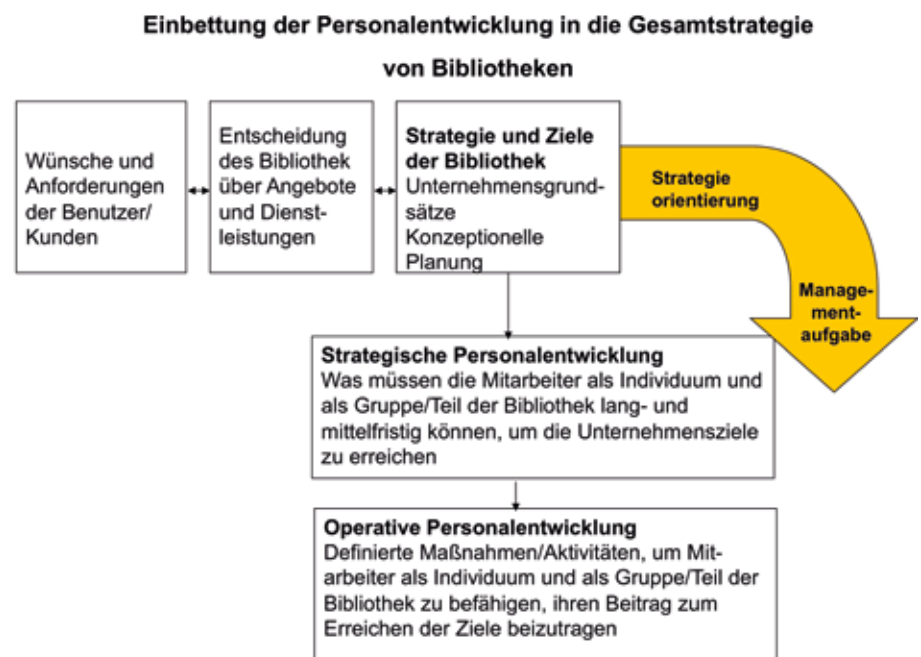 Einbettung der Personalentwicklung in die Gesamtstrategie
von Bibliotheken
Wünsche und
Anforderungen
der Benutzer/
Kunden
Entscheidung
des Bibliothek
über Angebote
und Dienst-
leistungen
Strategie und Ziele
der Bibliothek
Unternehmensgrund-
sätze
Konzeptionelle
Planung
Strategie
orientierung
Manage-
ment-
aufgabe
Strategische Personalentwicklung
Was müssen die Mitarbeiter als Individuum und
als Gruppe/Teil der Bibliothek lang- und
mittelfristig können, um die Unternehmensziele
zu erreichen
Operative Personalentwicklung
Definierte Maßnahmen/Aktivitäten, um Mit-
arbeiter als Individuum und als Gruppe/Teil der
Bibliothek zu befähigen, ihren Beitrag zum
Erreichen der Ziele beizutragen